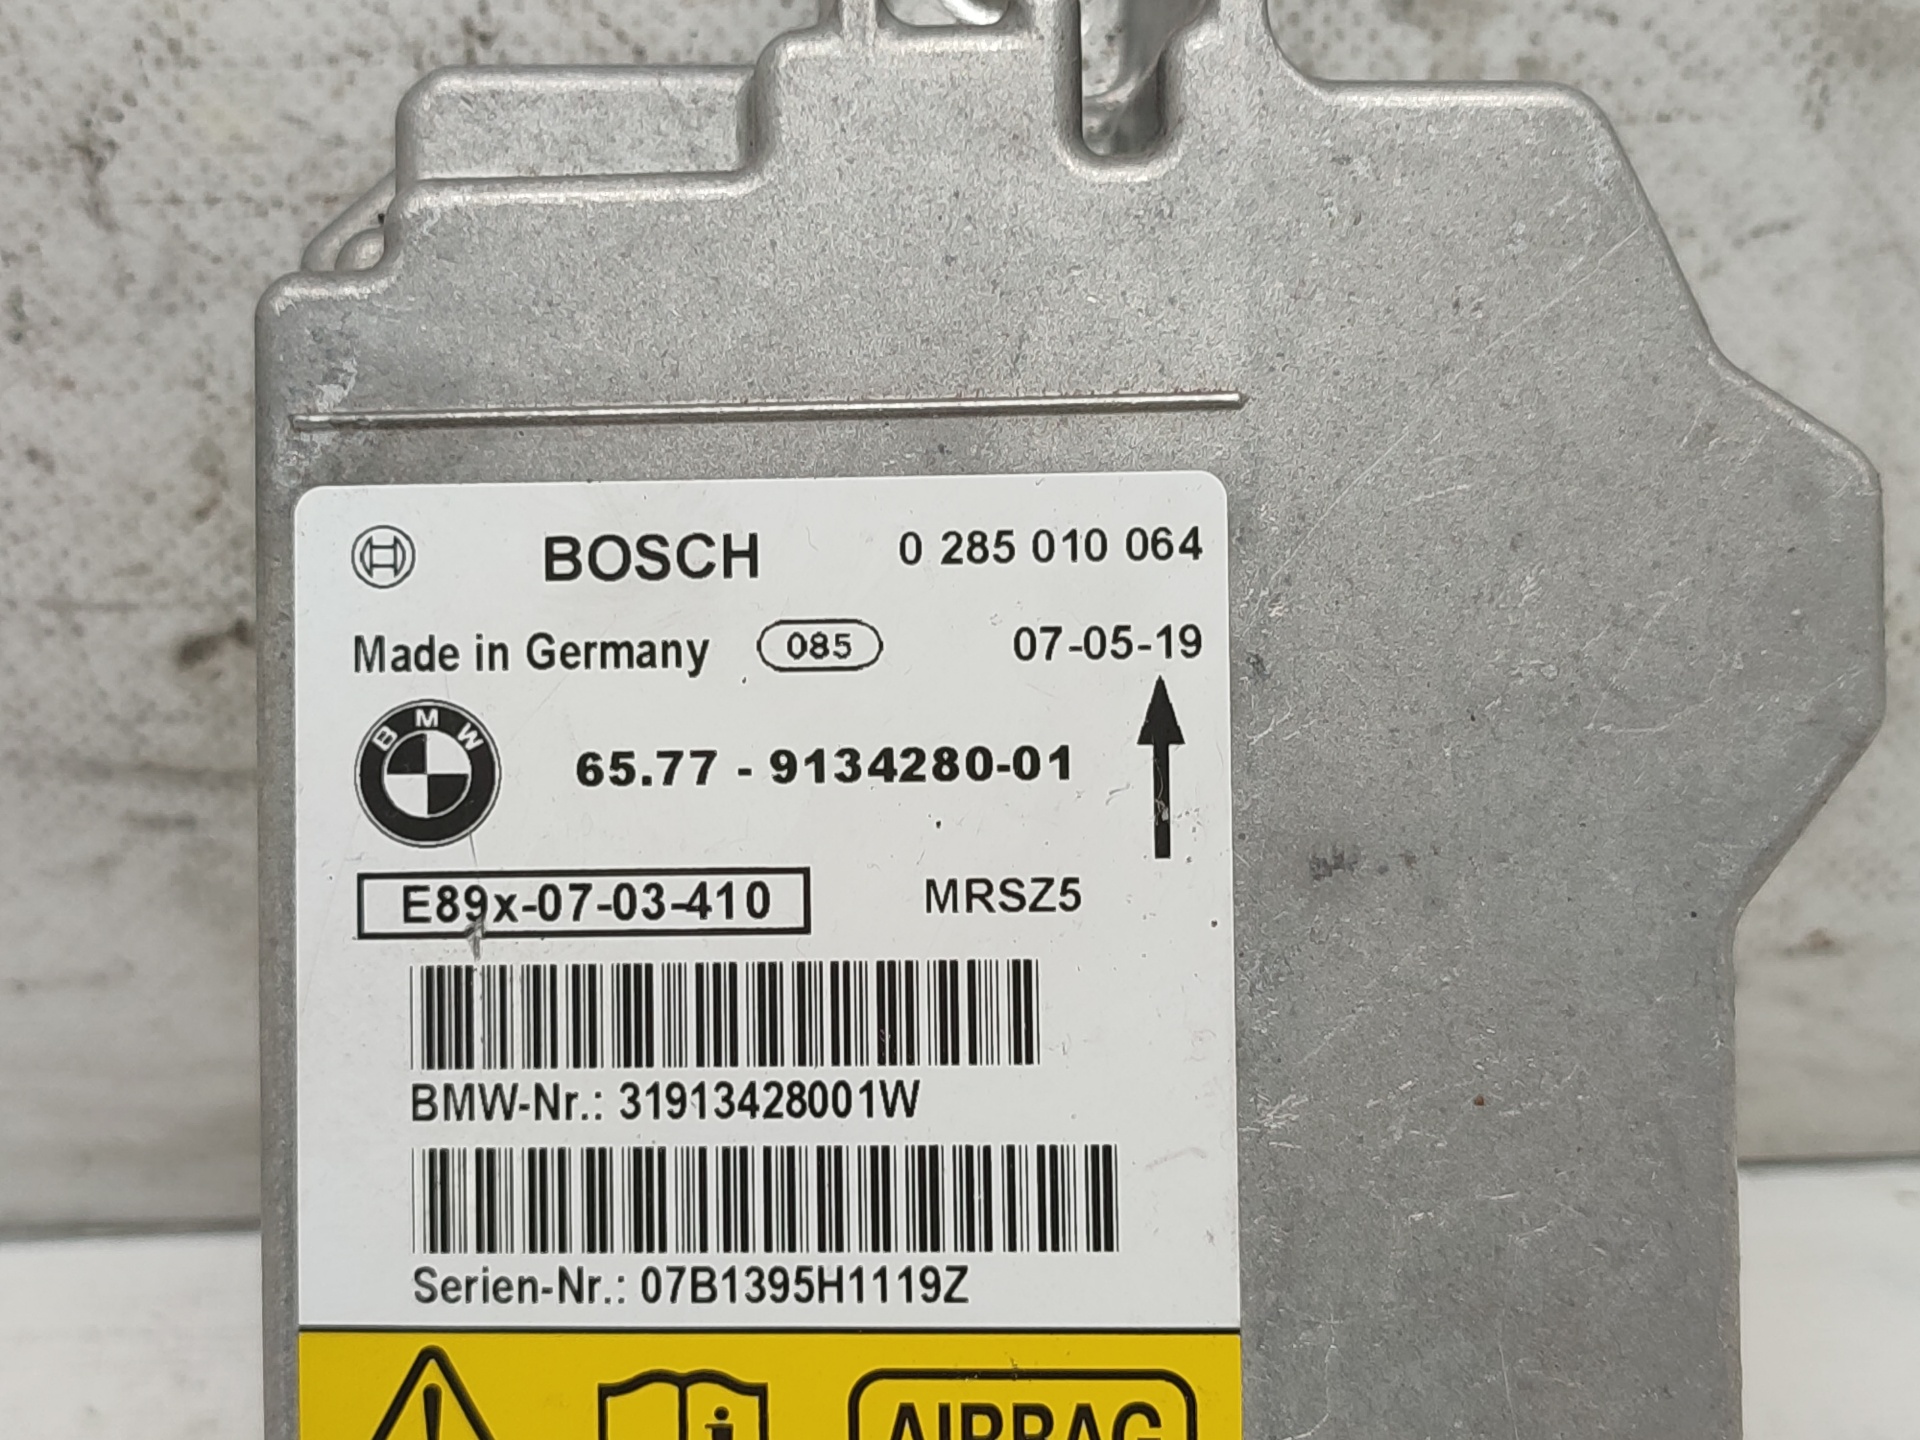 BOSCH 0 285 010 064
Made in Germany 085 07-05-19
BMW 65.77 - 9134280-01
E89x-07-03-410 MRSZ5
BMW-Nr.: 31913428001W
Serien-Nr.: 07B1395H1119Z
AIRBAG